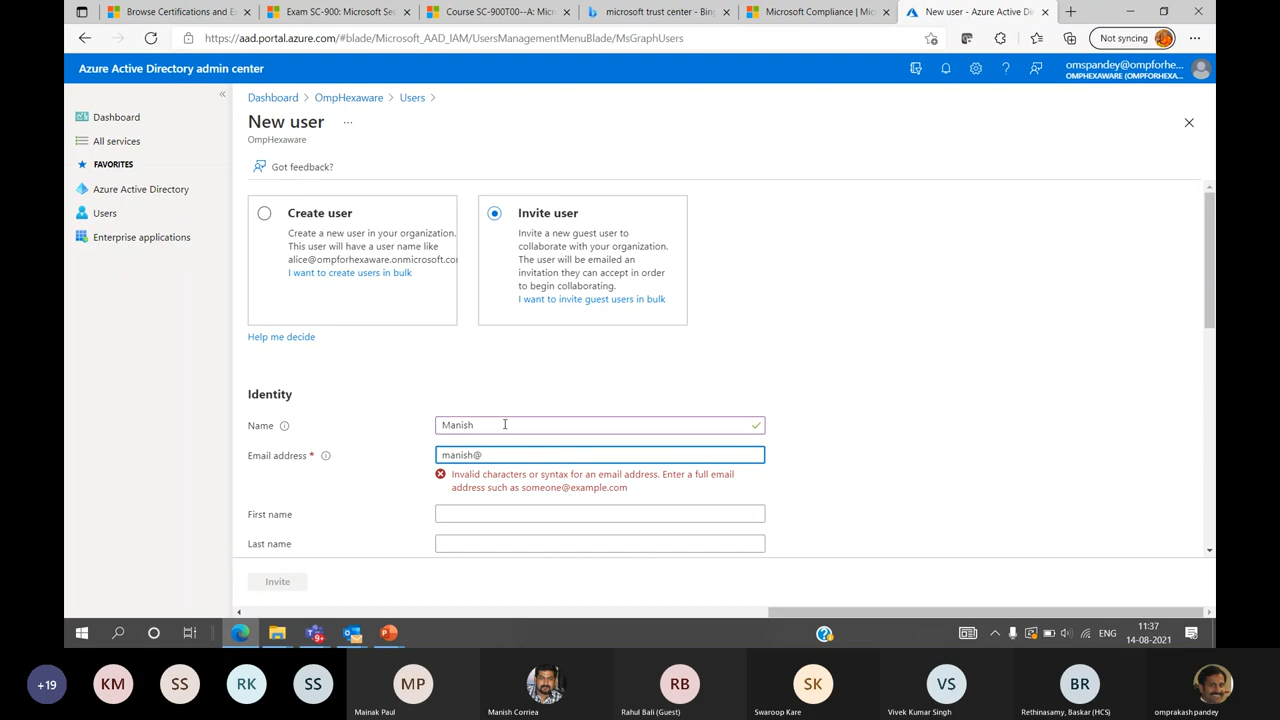 Browse Certifications and E
Exam SC-900: Microsoft Sec
Course SC-900T00--A: Micr
microsoft trust center - Bing
Microsoft Compliance | Mic
New user - Azure Active Dir
https://aad.portal.azure.com/#blade/Microsoft_AAD_IAM/UsersManagementMenuBlade/MsGraphUsers
Not syncing
Azure Active Directory admin center
omspandey@ompforhe...
OMPHEXAWARE (OMPFORHEXA...
Dashboard
All services
FAVORITES
Azure Active Directory
Users
Enterprise applications
Dashboard > OmpHexaware > Users >
New user ...
OmpHexaware
Got feedback?
Create user
Create a new user in your organization.
This user will have a user name like
alice@ompforhexaware.onmicrosoft.co
I want to create users in bulk
Invite user
Invite a new guest user to
collaborate with your organization.
The user will be emailed an
invitation they can accept in order
to begin collaborating.
I want to invite guest users in bulk
Help me decide
Identity
Name
Manish
Email address *
manish@
Invalid characters or syntax for an email address. Enter a full email
address such as someone@example.com
First name
Last name
Invite
9+
ENG
11:37
14-08-2021
+19
KM
SS
RK
SS
MP
Mainak Paul
Manish Corriea
RB
Rahul Bali (Guest)
SK
Swaroop Kare
VS
Vivek Kumar Singh
BR
Rethinasamy, Baskar (HCS)
omprakash pandey